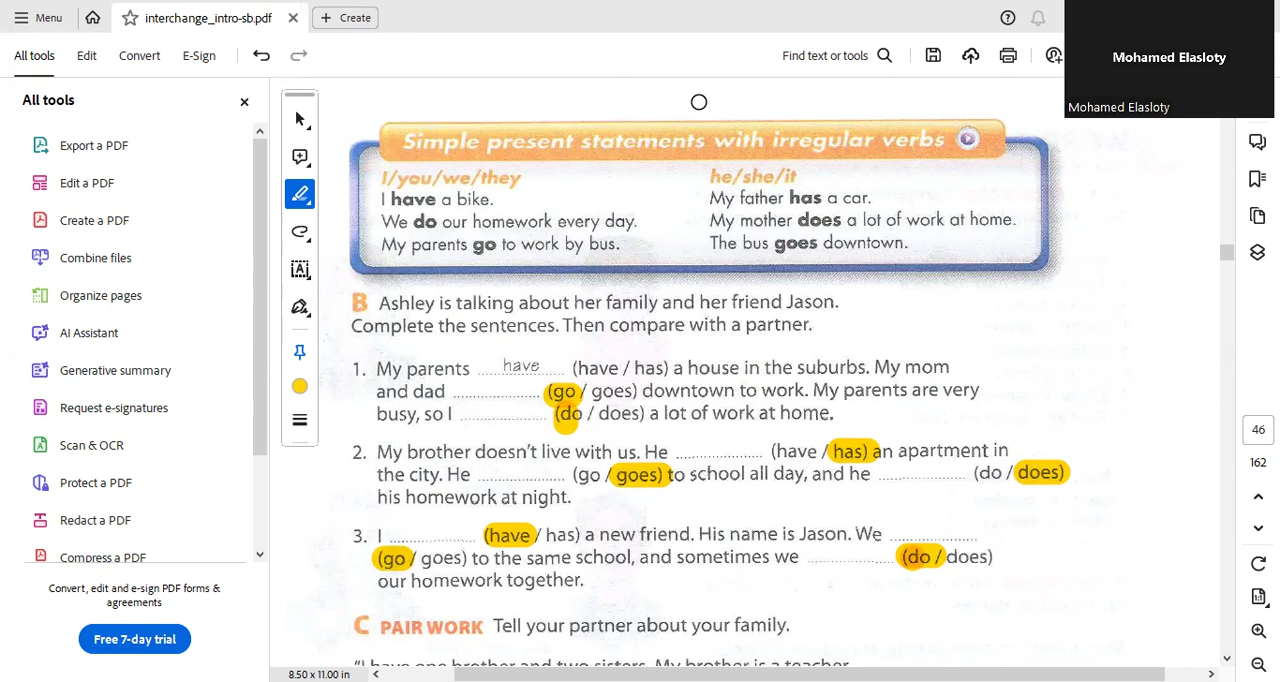 Menu
interchange_intro-sb.pdf
Create
All tools
Edit
Convert
E-Sign
Find text or tools
Mohamed Elasloty
Mohamed Elasloty
All tools
Export a PDF
Edit a PDF
Create a PDF
Combine files
Organize pages
AI Assistant
Generative summary
Request e-signatures
Scan & OCR
Protect a PDF
Redact a PDF
Compress a PDF
Convert, edit and e-sign PDF forms &
agreements
Free 7-day trial
Simple present statements with irregular verbs
I/you/we/they
I have a bike.
We do our homework every day.
My parents go to work by bus.
he/she/it
My father has a car.
My mother does a lot of work at home.
The bus goes downtown.
B Ashley is talking about her family and her friend Jason.
Complete the sentences. Then compare with a partner.
1. My parents have (have / has) a house in the suburbs. My mom
and dad .................... (go / goes) downtown to work. My parents are very
busy, so I .................... (do / does) a lot of work at home.
2. My brother doesn't live with us. He .................... (have / has) an apartment in
the city. He .................... (go / goes) to school all day, and he .................... (do / does)
his homework at night.
3. I .................... (have / has) a new friend. His name is Jason. We ....................
(go / goes) to the same school, and sometimes we .................... (do / does)
our homework together.
C PAIR WORK Tell your partner about your family.
"I have one brother and two sisters. My brother is a teacher.
46
162
8.50 x 11.00 in